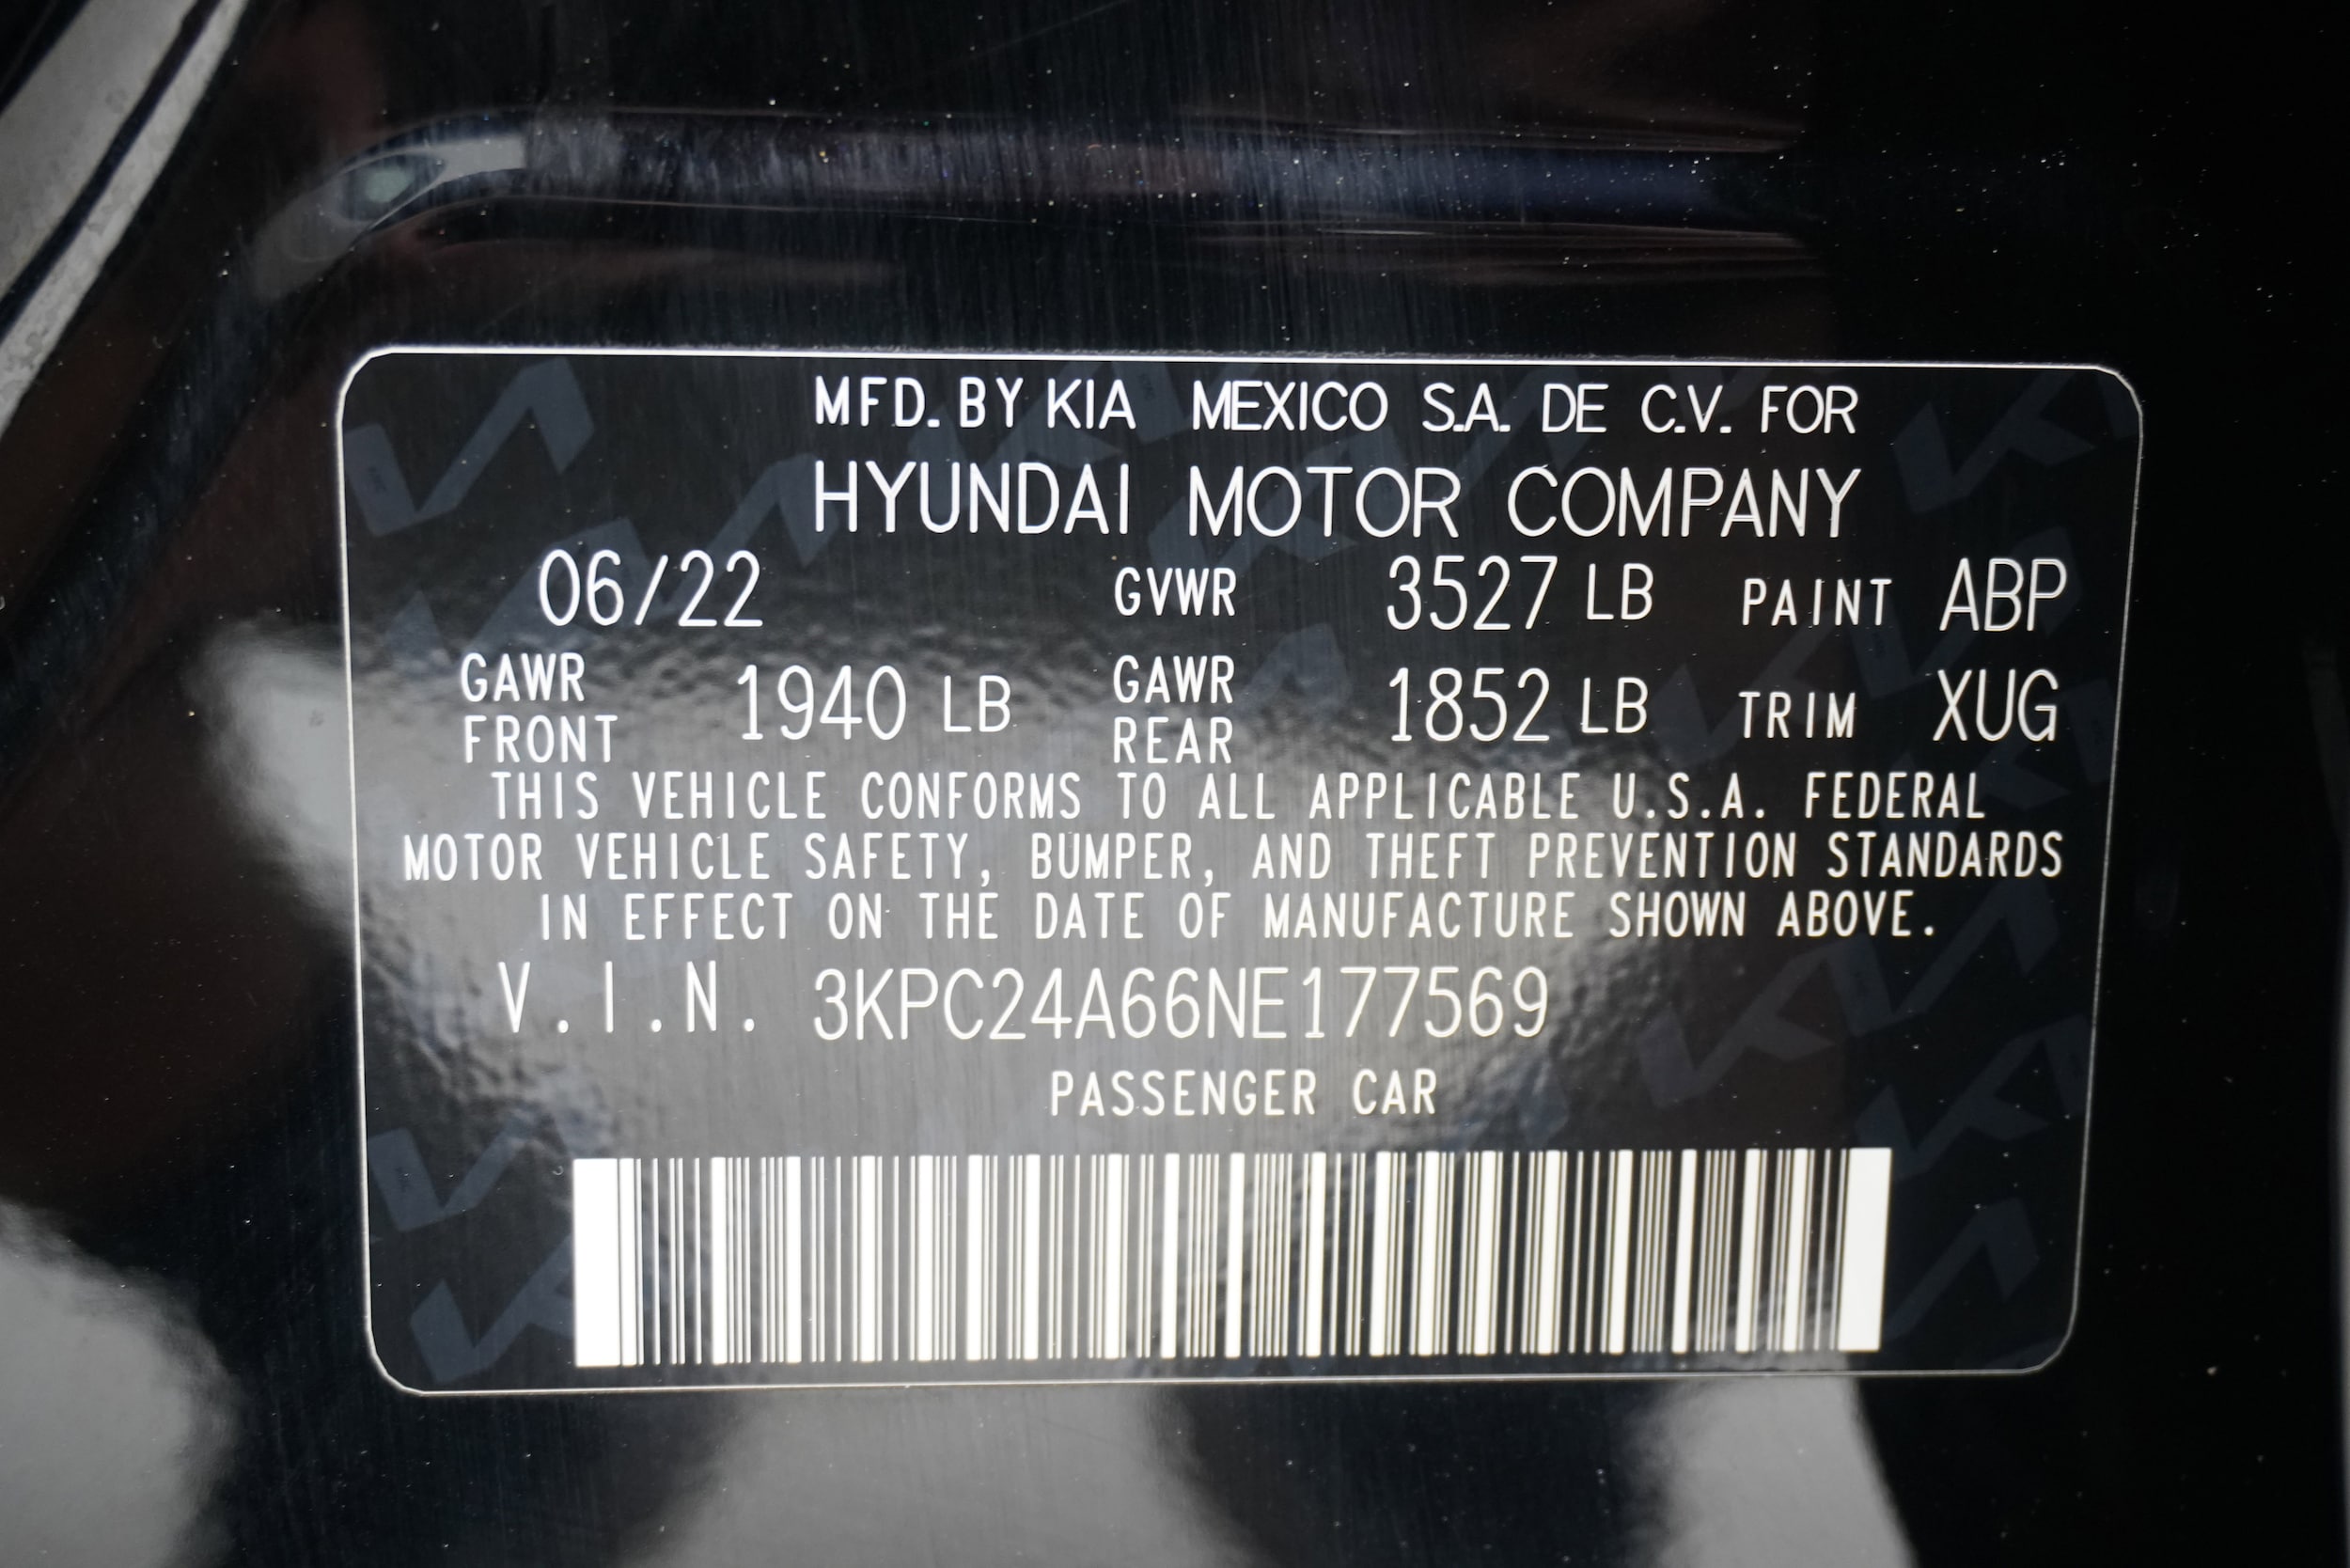 MFD. BY KIA MEXICO S.A. DE C.V. FOR
HYUNDAI MOTOR COMPANY
06/22 GVWR 3527 LB PAINT ABP
GAWR FRONT 1940 LB GAWR REAR 1852 LB TRIM XUG
THIS VEHICLE CONFORMS TO ALL APPLICABLE U.S.A. FEDERAL
MOTOR VEHICLE SAFETY, BUMPER, AND THEFT PREVENTION STANDARDS
IN EFFECT ON THE DATE OF MANUFACTURE SHOWN ABOVE.
V.I.N. 3KPC24A66NE177569
PASSENGER CAR